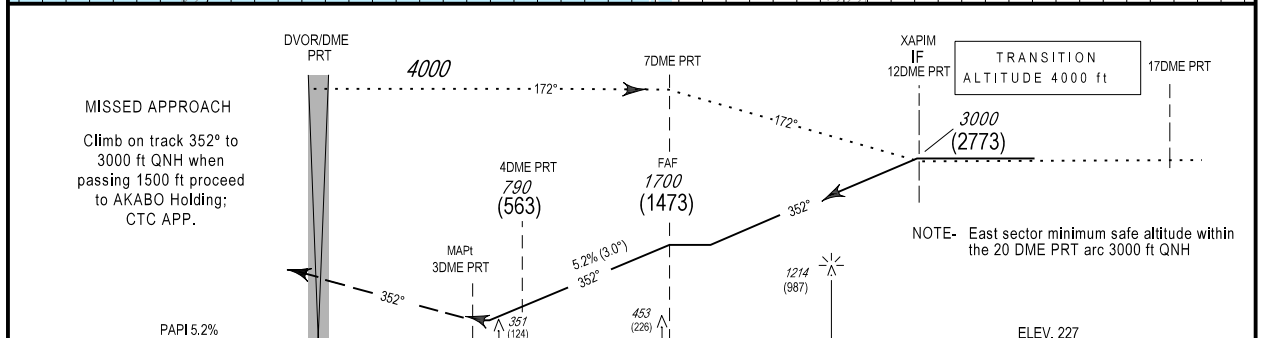 DVOR/DME
PRT
4000
7DME PRT
XAPIM
IF
12DME PRT
TRANSITION
ALTITUDE 4000 ft
17DME PRT
172°
MISSED APPROACH
Climb on track 352° to
3000 ft QNH when
passing 1500 ft proceed
to AKABO Holding;
CTC APP.
172°
3000
(2773)
4DME PRT
790
(563)
FAF
1700
(1473)
352°
NOTE- East sector minimum safe altitude within
the 20 DME PRT arc 3000 ft QNH
MAPt
3DME PRT
5.2% (3.0°)
352°
1214
(987)
352°
351
(124)
453
(226)
PAPI 5.2%
ELEV. 227